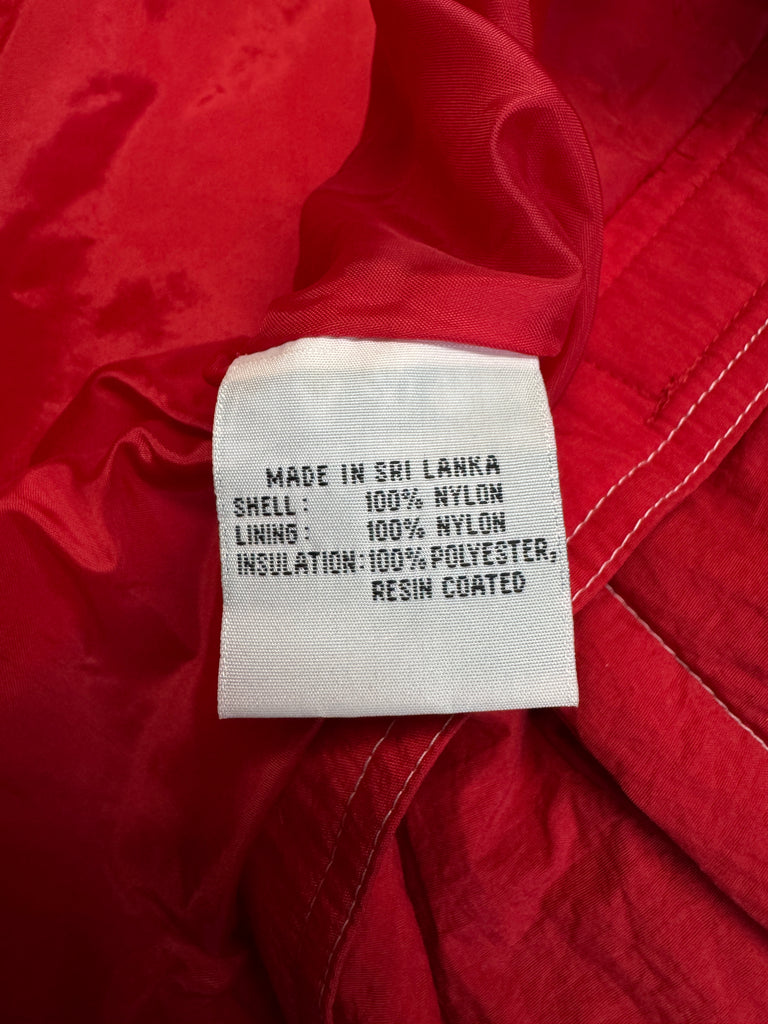 MADE IN SRI LANKA
SHELL: 100% NYLON
LINING: 100% NYLON
INSULATION: 100% POLYESTER,
RESIN COATED